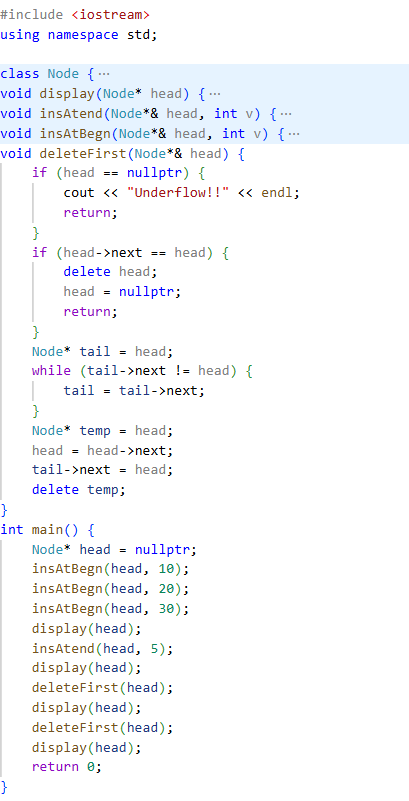 #include <iostream>
using namespace std;

class Node { ···
void display(Node* head) { ···
void insAtend(Node*& head, int v) { ···
void insAtBegn(Node*& head, int v) { ···
void deleteFirst(Node*& head) {
    if (head == nullptr) {
        cout << "Underflow!!" << endl;
        return;
    }
    if (head->next == head) {
        delete head;
        head = nullptr;
        return;
    }
    Node* tail = head;
    while (tail->next != head) {
        tail = tail->next;
    }
    Node* temp = head;
    head = head->next;
    tail->next = head;
    delete temp;
}
int main() {
    Node* head = nullptr;
    insAtBegn(head, 10);
    insAtBegn(head, 20);
    insAtBegn(head, 30);
    display(head);
    insAtend(head, 5);
    display(head);
    deleteFirst(head);
    display(head);
    deleteFirst(head);
    display(head);
    return 0;
}